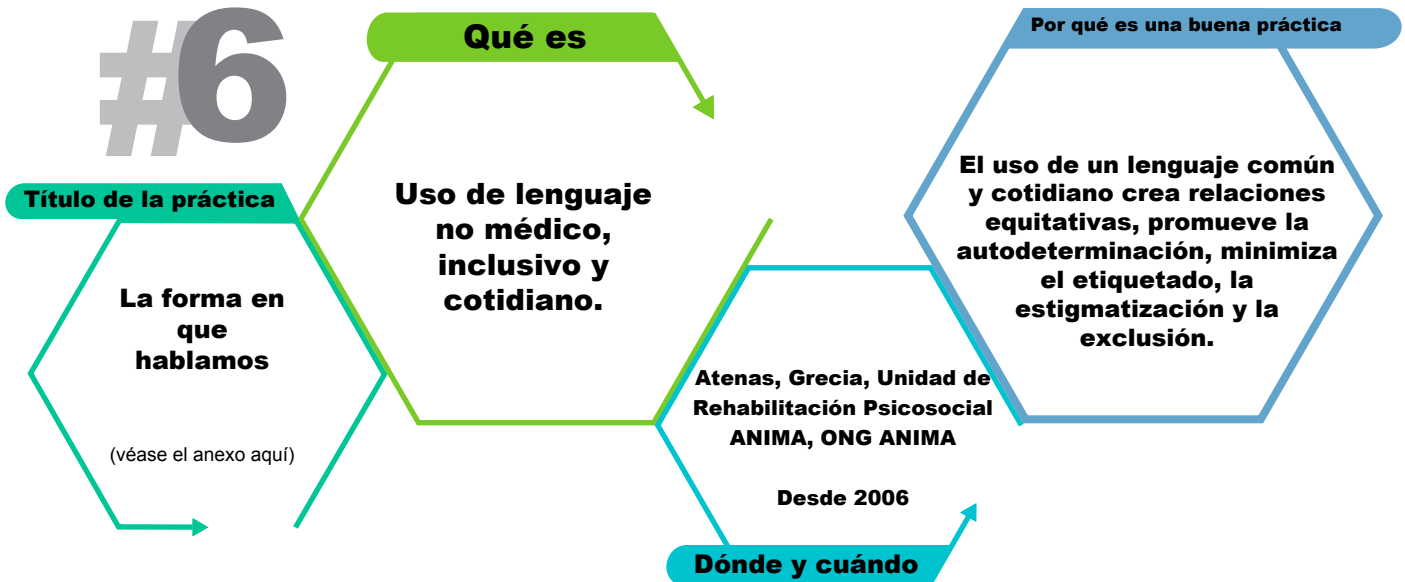 #6
Título de la práctica
La forma en
que
hablamos
(véase el anexo aquí)
Qué es
Uso de lenguaje
no médico,
inclusivo y
cotidiano.
Atenas, Grecia, Unidad de
Rehabilitación Psicosocial
ANIMA, ONG ANIMA
Desde 2006
Dónde y cuándo
Por qué es una buena práctica
El uso de un lenguaje común
y cotidiano crea relaciones
equitativas, promueve la
autodeterminación, minimiza
el etiquetado, la
estigmatización y la
exclusión.